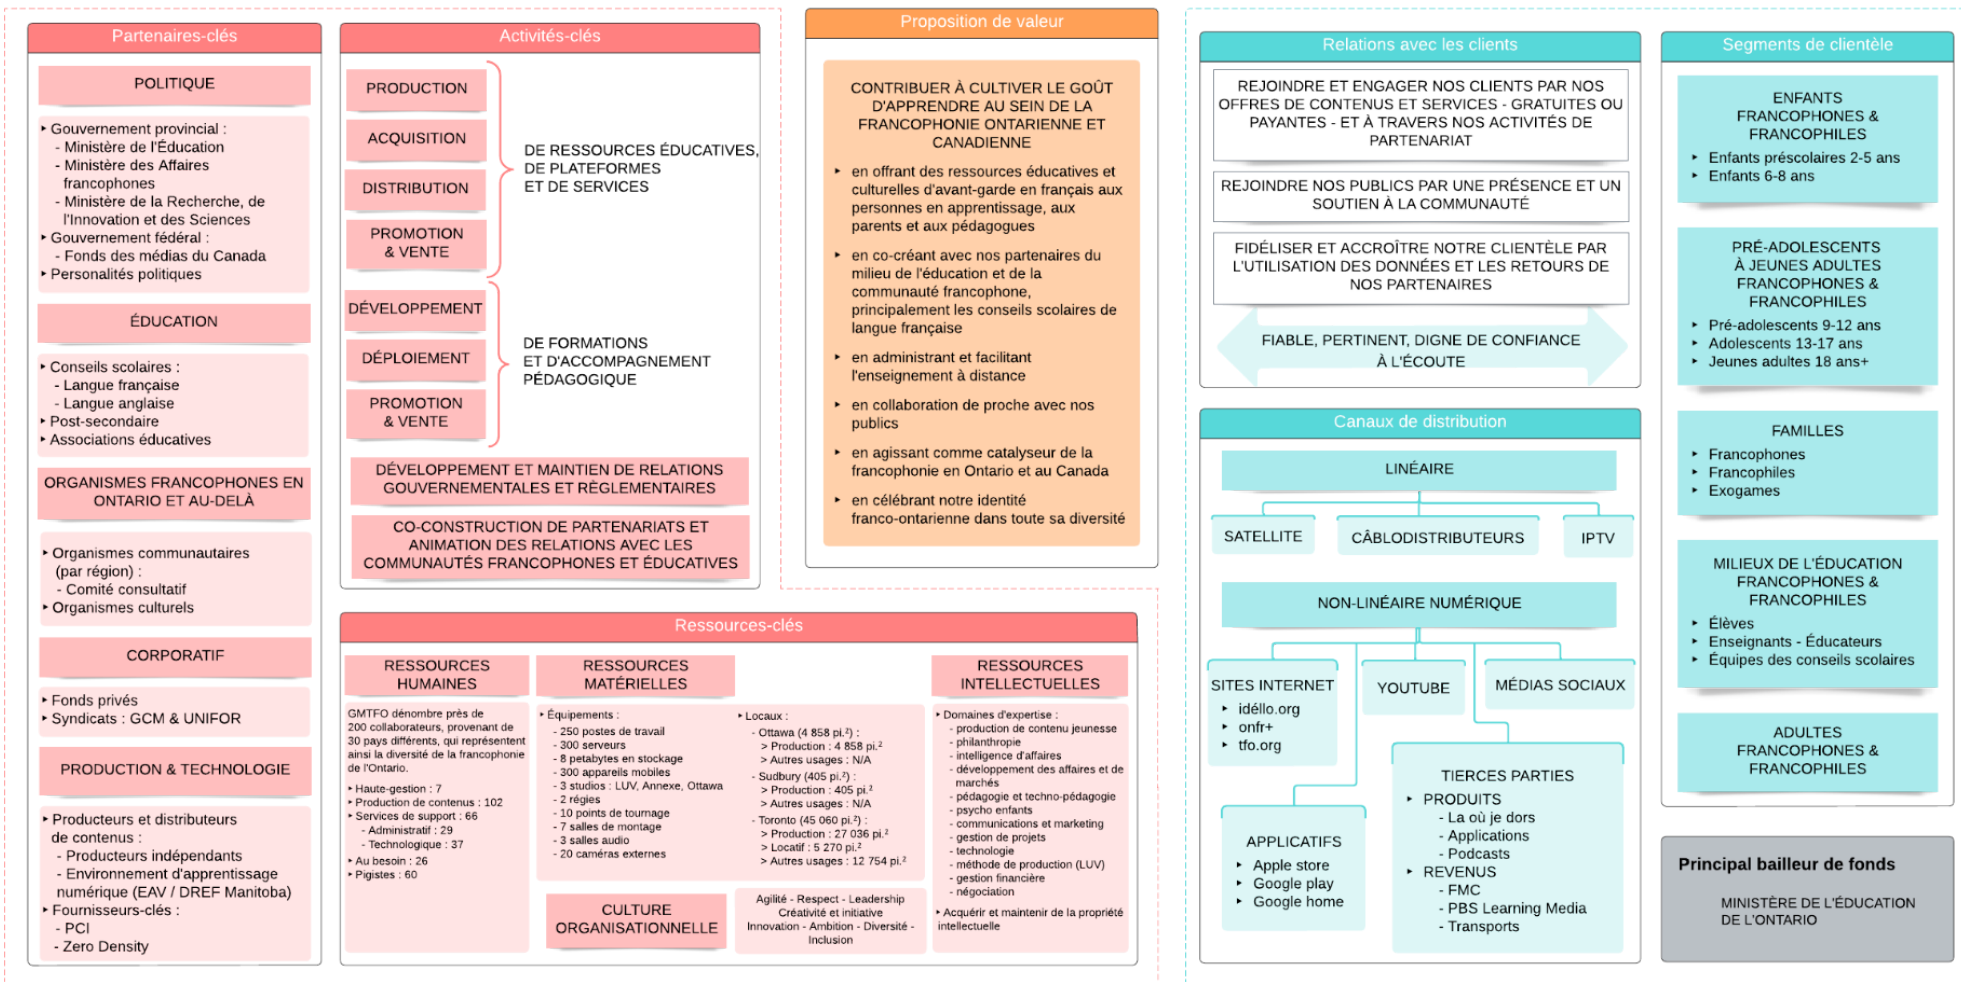 Partenaires-clés
POLITIQUE
‣ Gouvernement provincial :
- Ministère de l'Éducation
- Ministère des Affaires
francophones
- Ministère de la Recherche, de
l'Innovation et des Sciences
‣ Gouvernement fédéral :
- Fonds des médias du Canada
‣ Personalités politiques
ÉDUCATION
‣ Conseils scolaires :
- Langue française
- Langue anglaise
‣ Post-secondaire
‣ Associations éducatives
ORGANISMES FRANCOPHONES EN
ONTARIO ET AU-DELÀ
‣ Organismes communautaires
(par région) :
- Comité consultatif
‣ Organismes culturels
CORPORATIF
‣ Fonds privés
‣ Syndicats : GCM & UNIFOR
PRODUCTION & TECHNOLOGIE
‣ Producteurs et distributeurs
de contenus :
- Producteurs indépendants
- Environement d'apprentissage
numérique (EAV / DREF Manitoba)
‣ Fournisseurs-clés :
- PCI
- Zero Density
Activités-clés
PRODUCTION
ACQUISITION
DISTRIBUTION
PROMOTION
& VENTE
DE RESSOURCES ÉDUCATIVES,
DE PLATEFORMES
ET DE SERVICES
DÉVELOPPEMENT
DÉPLOIEMENT
PROMOTION
& VENTE
DE FORMATIONS
ET D'ACCOMPAGNEMENT
PÉDAGOGIQUE
DÉVELOPPEMENT ET MAINTIEN DE RELATIONS
GOUVERNEMENTALES ET RÈGLEMENTAIRES
CO-CONSTRUCTION DE PARTENARIATS ET
ANIMATION DES RELATIONS AVEC LES
COMMUNAUTÉS FRANCOPHONES ET ÉDUCATIVES
Proposition de valeur
CONTRIBUER À CULTIVER LE GOÛT
D'APPRENDRE AU SEIN DE LA
FRANCOPHONIE ONTARIENNE ET
CANADIENNE
‣ en offrant des ressources éducatives et
culturelles d'avant-garde en français aux
personnes en apprentissage, aux
parents et aux pédagogues
‣ en co-créant avec nos partenaires du
milieu de l'éducation et de la
communauté francophone,
principalement les conseils scolaires de
langue française
‣ en administrant et facilitant
l'enseignement à distance
‣ en collaboration de proche avec nos
publics
‣ en agissant comme catalyseur de la
francophonie en Ontario et au Canada
‣ en célébrant notre identité
franco-ontarienne dans toute sa diversité
Ressources-clés
RESSOURCES
HUMAINES
GMTFO dénombre près de
200 collaborateurs, provenant de
30 pays différents, qui représentent
ainsi la diversité de la francophonie
de l'Ontario.
‣ Haute-gestion : 7
‣ Production de contenus : 102
‣ Services de support : 66
- Administratif : 29
- Technologique : 37
‣ Au besoin : 26
‣ Pigistes : 60
RESSOURCES
MATÉRIELLES
‣ Équipements :
- 250 postes de travail
- 300 serveurs
- 8 petabytes en stockage
- 300 appareils mobiles
- 3 studios : LUV, Annexe, Ottawa
- 2 régies
- 10 points de tournage
- 7 salles de montage
- 3 salles audio
- 20 caméras externes
‣ Locaux :
- Ottawa (4 858 pi.²) :
> Production : 4 858 pi.²
> Autres usages : N/A
- Sudbury (405 pi.²) :
> Production : 405 pi.²
> Autres usages : N/A
- Toronto (45 060 pi.²) :
> Production : 27 036 pi.²
> Locatif : 5 270 pi.²
> Autres usages : 12 754 pi.²
CULTURE
ORGANISATIONNELLE
Agilité - Respect - Leadership
Créativité et initiative
Innovation - Ambition - Diversité -
Inclusion
RESSOURCES
INTELLECTUELLES
‣ Domaines d'expertise :
- production de contenu jeunesse
- philanthropie
- intelligence d'affaires
- développement des affaires et de
marchés
- pédagogie et techno-pédagogie
- psycho enfants
- communications et marketing
- gestion de projets
- technologie
- méthode de production (LUV)
- gestion financière
- négociation
‣ Acquérir et maintenir de la propriété
intellectuelle
Relations avec les clients
REJOINDRE ET ENGAGER NOS CLIENTS PAR NOS
OFFRES DE CONTENUS ET SERVICES - GRATUITES OU
PAYANTES - ET À TRAVERS NOS ACTIVITÉS DE
PARTENARIAT
REJOINDRE NOS PUBLICS PAR UNE PRÉSENCE ET UN
SOUTIEN À LA COMMUNAUTÉ
FIDÉLISER ET ACCROÎTRE NOTRE CLIENTÈLE PAR
L'UTILISATION DES DONNÉES ET LES RETOURS DE
NOS PARTENAIRES
FIABLE, PERTINENT, DIGNE DE CONFIANCE
À L'ÉCOUTE
Canaux de distribution
LINÉAIRE
SATELLITE
CÂBLODISTRIBUTEURS
IPTV
NON-LINÉAIRE NUMÉRIQUE
SITES INTERNET
‣ idéllo.org
‣ onfr+
‣ tfo.org
YOUTUBE
MÉDIAS SOCIAUX
APPLICATIFS
‣ Apple store
‣ Google play
‣ Google home
TIERCES PARTIES
‣ PRODUITS
- La où je dors
- Applications
- Podcasts
‣ REVENUS
- FMC
- PBS Learning Media
- Transports
Segments de clientèle
ENFANTS
FRANCOPHONES &
FRANCOPHILES
‣ Enfants préscolaires 2-5 ans
‣ Enfants 6-8 ans
PRÉ-ADOLESCENTS
À JEUNES ADULTES
FRANCOPHONES &
FRANCOPHILES
‣ Pré-adolescents 9-12 ans
‣ Adolescents 13-17 ans
‣ Jeunes adultes 18 ans+
FAMILLES
‣ Francophones
‣ Francophiles
‣ Exogames
MILIEUX DE L'ÉDUCATION
FRANCOPHONES &
FRANCOPHILES
‣ Élèves
‣ Enseignants - Éducateurs
‣ Équipes des conseils scolaires
ADULTES
FRANCOPHONES &
FRANCOPHILES
Principal bailleur de fonds
MINISTÈRE DE L'ÉDUCATION
DE L'ONTARIO